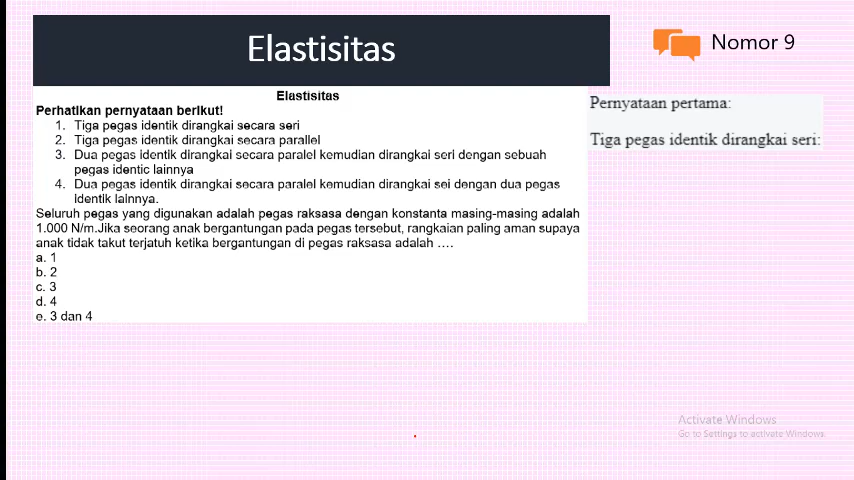 Elastisitas
Nomor 9
Elastisitas
Perhatikan pernyataan berikut!
1. Tiga pegas identik dirangkai secara seri
2. Tiga pegas identik dirangkai secara parallel
3. Dua pegas identik dirangkai secara paralel kemudian dirangkai seri dengan sebuah
pegas identic lainnya
4. Dua pegas identik dirangkai secara paralel kemudian dirangkai sei dengan dua pegas
identik lainnya.
Seluruh pegas yang digunakan adalah pegas raksasa dengan konstanta masing-masing adalah
1.000 N/m.Jika seorang anak bergantungan pada pegas tersebut, rangkaian paling aman supaya
anak tidak takut terjatuh ketika bergantungan di pegas raksasa adalah ....
a. 1
b. 2
c. 3
d. 4
e. 3 dan 4
Pernyataan pertama:
Tiga pegas identik dirangkai seri:
Activate Windows
Go to Settings to activate Windows.